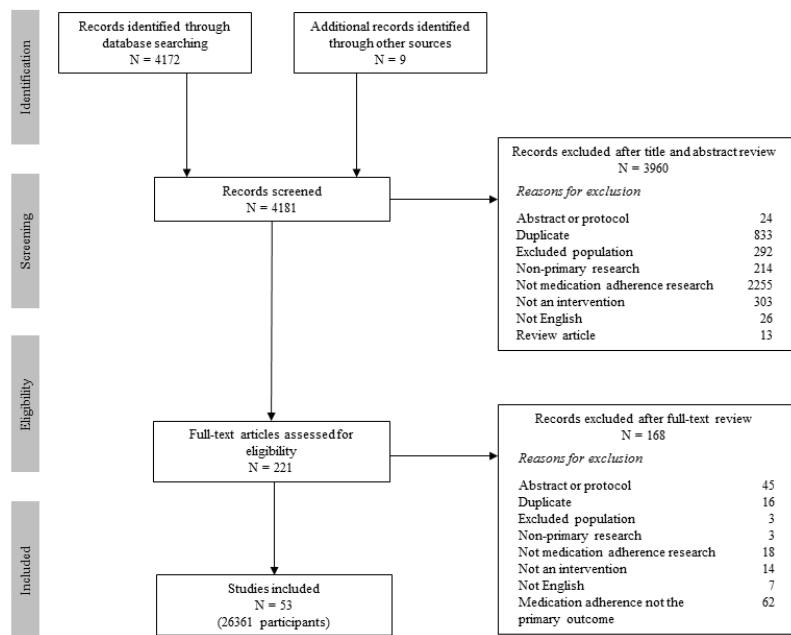 Identification
Records identified through
database searching
N = 4172
Additional records identified
through other sources
N = 9
Screening
Records screened
N = 4181
Records excluded after title and abstract review
N = 3960
Reasons for exclusion
Abstract or protocol 24
Duplicate 833
Excluded population 292
Non-primary research 214
Not medication adherence research 2255
Not an intervention 303
Not English 26
Review article 13
Eligibility
Full-text articles assessed for
eligibility
N = 221
Records excluded after full-text review
N = 168
Reasons for exclusion
Abstract or protocol 45
Duplicate 16
Excluded population 3
Non-primary research 3
Not medication adherence research 18
Not an intervention 14
Not English 7
Medication adherence not the 62
primary outcome
Included
Studies included
N = 53
(26361 participants)